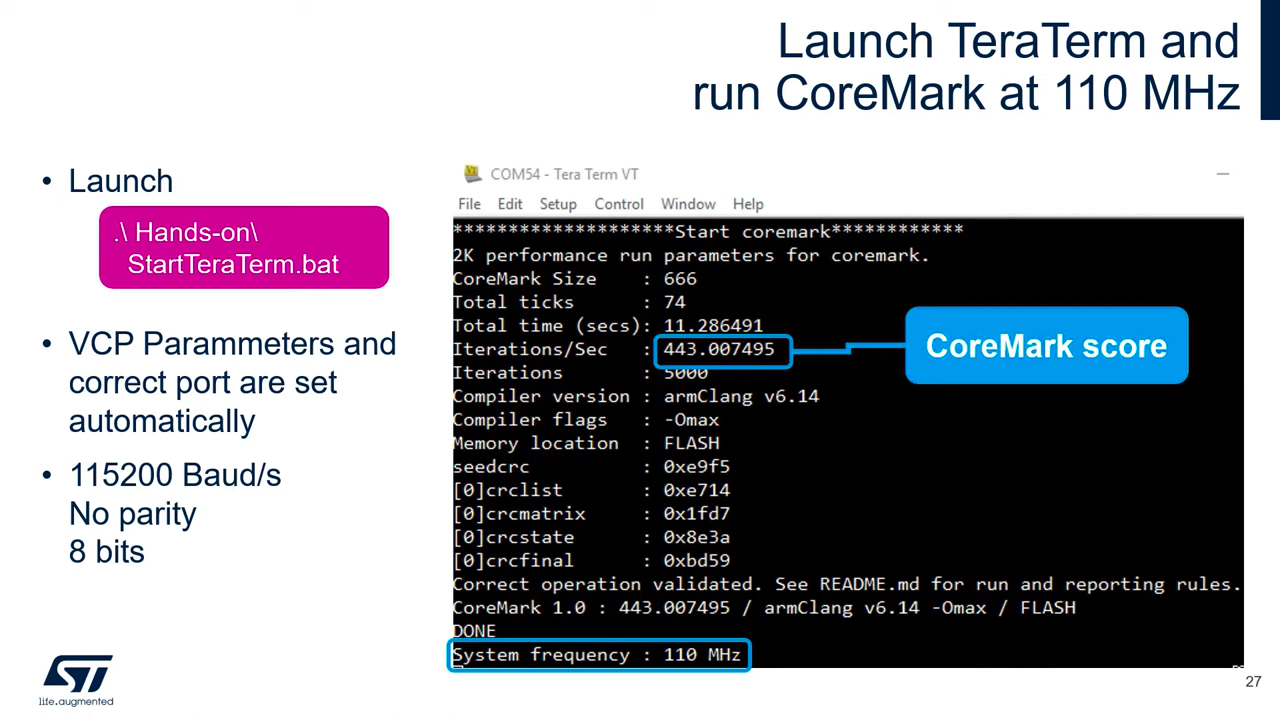 Launch TeraTerm and
run CoreMark at 110 MHz
• Launch
.\ Hands-on\
StartTeraTerm.bat
• VCP Parammeters and
correct port are set
automatically
• 115200 Baud/s
No parity
8 bits
COM54 - Tera Term VT
File Edit Setup Control Window Help
********************Start coremark************
2K performance run parameters for coremark.
CoreMark Size : 666
Total ticks : 74
Total time (secs): 11.286491
Iterations/Sec : 443.007495
Iterations : 5000
Compiler version : armClang v6.14
Compiler flags : -Omax
Memory location : FLASH
seedcrc : 0xe9f5
[0]crclist : 0xe714
[0]crcmatrix : 0x1fd7
[0]crcstate : 0x8e3a
[0]crcfinal : 0xbd59
Correct operation validated. See README.md for run and reporting rules.
CoreMark 1.0 : 443.007495 / armClang v6.14 -Omax / FLASH
DONE
System frequency : 110 MHz
CoreMark score
ST
life.augmented
27